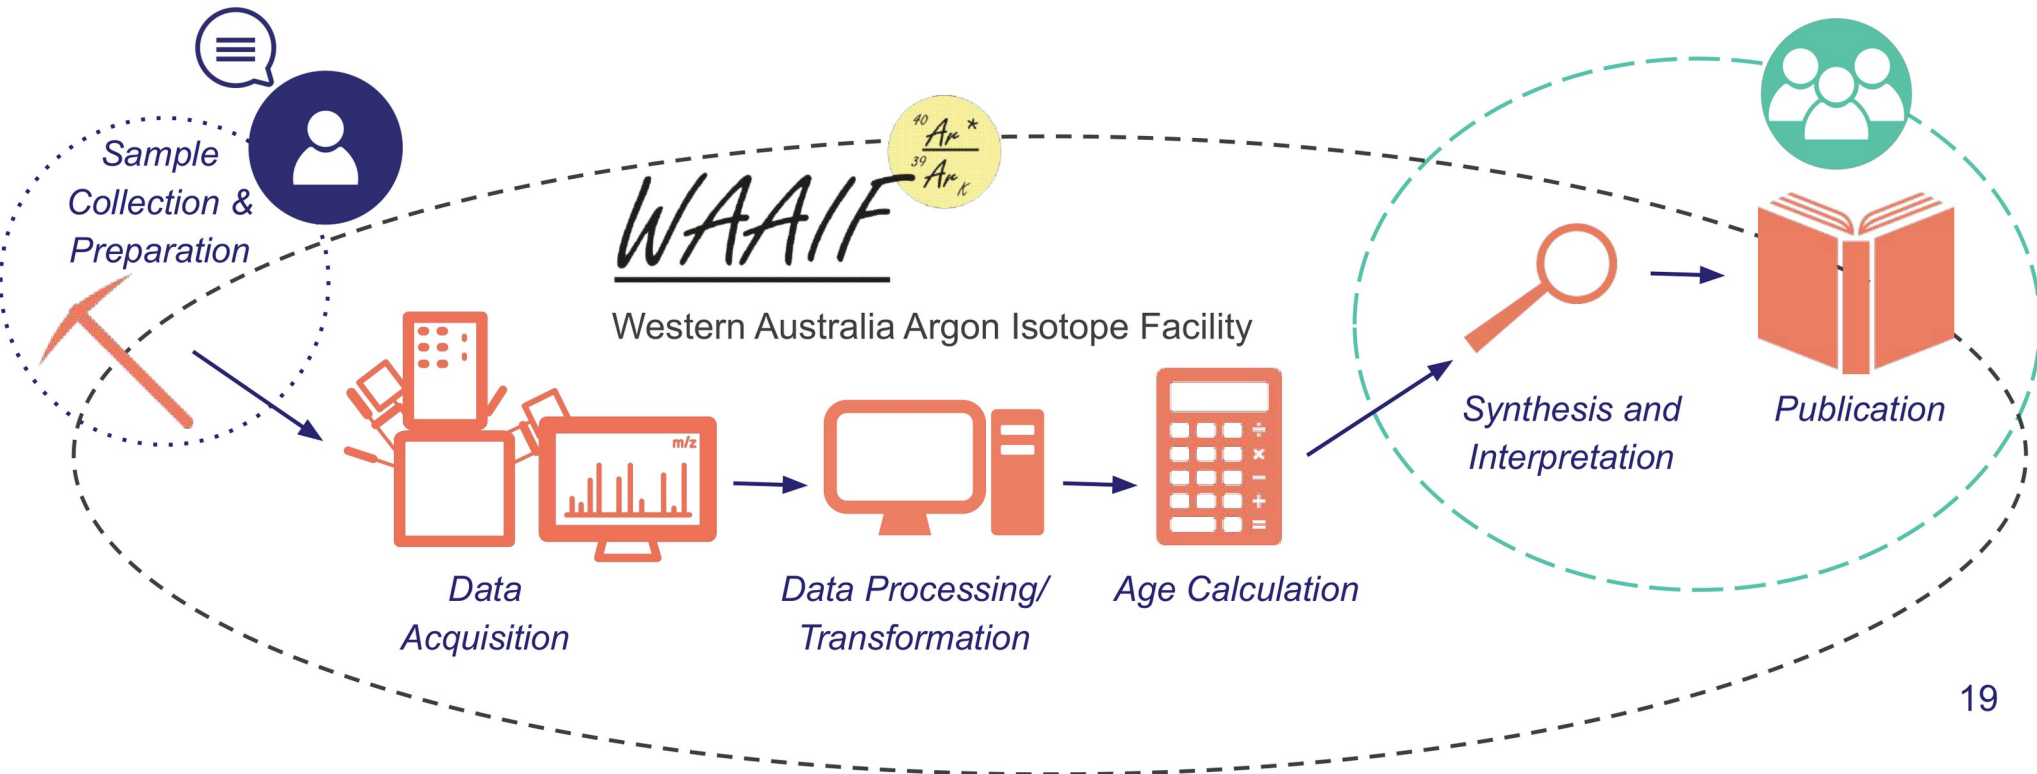 Sample
Collection &
Preparation
40Ar*
39ArK
WAAIF
Western Australia Argon Isotope Facility
m/z
÷
×
−
+
=
Data
Acquisition
Data Processing/
Transformation
Age Calculation
Synthesis and
Interpretation
Publication
19